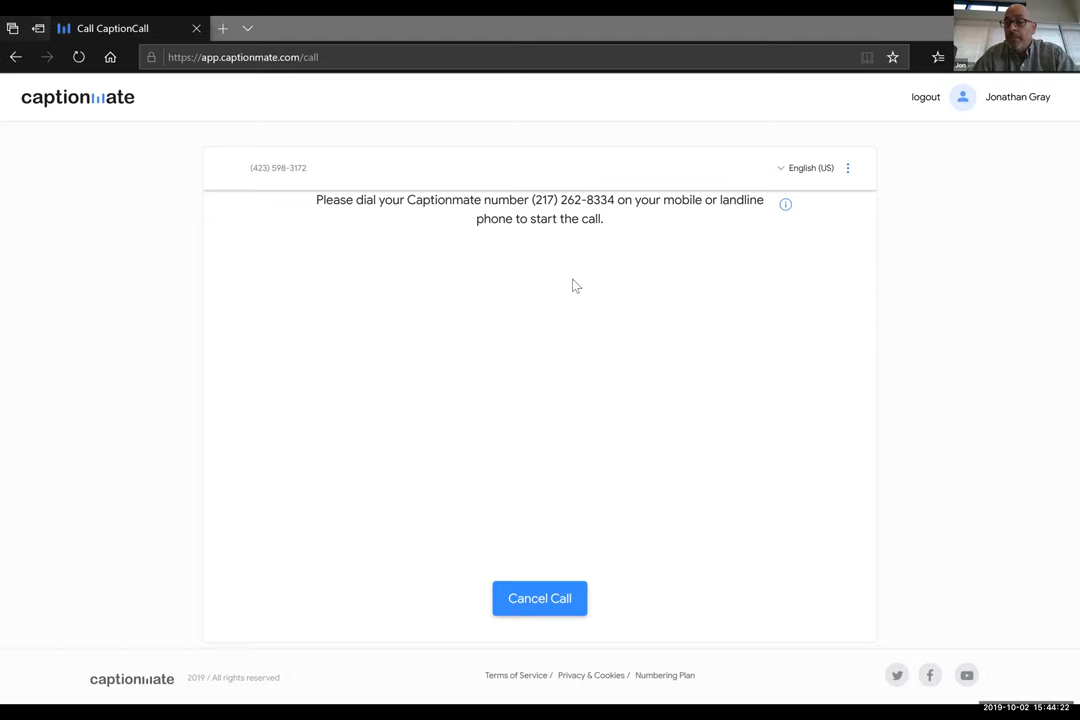 Call CaptionCall
https://app.captionmate.com/call
Jon
captionmate
logout
Jonathan Gray
(423) 598-3172
English (US)
Please dial your Captionmate number (217) 262-8334 on your mobile or landline
phone to start the call.
Cancel Call
captionmate
2019 / All rights reserved
Terms of Service /
Privacy & Cookies /
Numbering Plan
2019-10-02 15:44:22